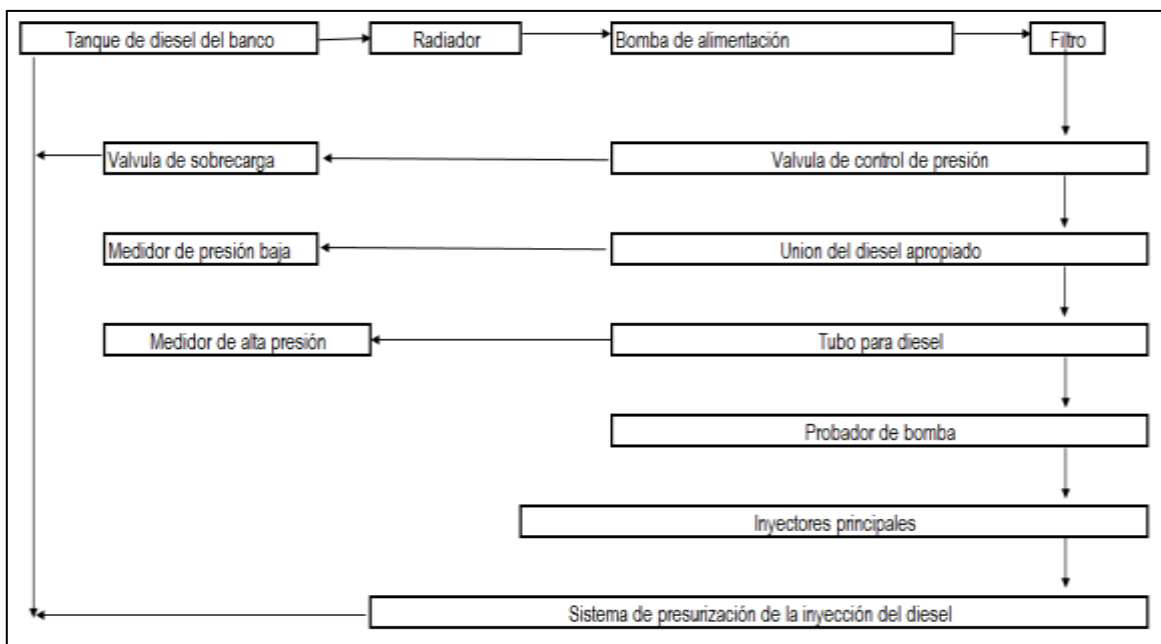 Tanque de diesel del banco
Radiador
Bomba de alimentación
Filtro
Valvula de sobrecarga
Valvula de control de presión
Medidor de presión baja
Union del diesel apropiado
Medidor de alta presión
Tubo para diesel
Probador de bomba
Inyectores principales
Sistema de presurización de la inyección del diesel